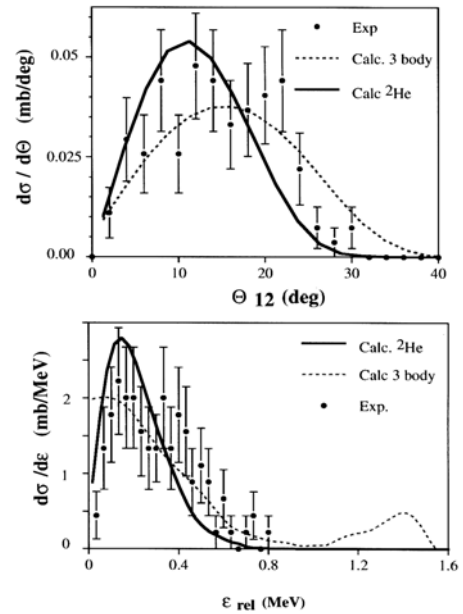 0.05
0.025
0.00
dσ / dΘ (mb/deg)
Exp
Calc. 3 body
Calc ²He
0 10 20 30 40
Θ 12 (deg)
2
1
0
dσ /dε (mb/MeV)
Calc. ²He
Calc 3 body
Exp.
0 0.4 0.8 1.2 1.6
ε rel (MeV)